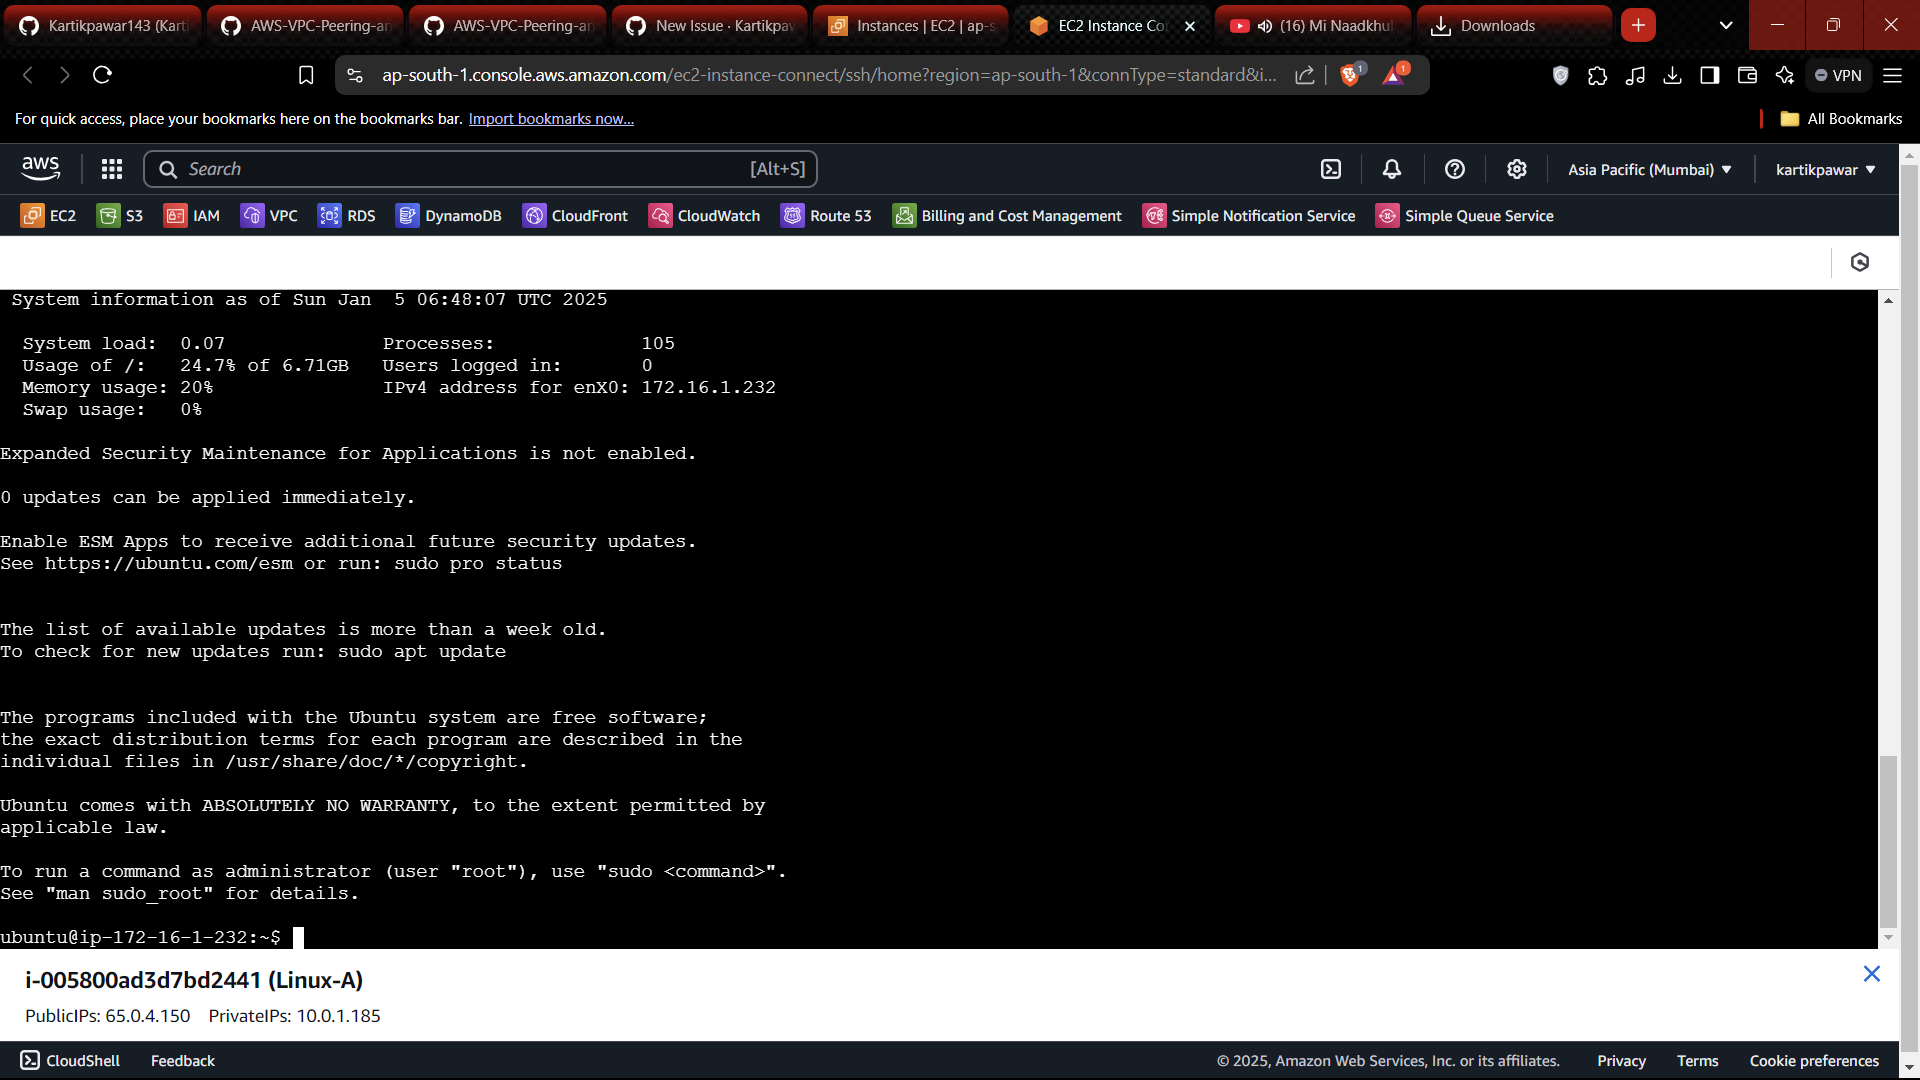 Kartikpawar143 (Karti
AWS-VPC-Peering-an
AWS-VPC-Peering-an
New Issue · Kartikpaw
Instances | EC2 | ap-s
EC2 Instance Co
(16) Mi Naadkhul
Downloads
ap-south-1.console.aws.amazon.com/ec2-instance-connect/ssh/home?region=ap-south-1&connType=standard&i...
1
1
VPN
For quick access, place your bookmarks here on the bookmarks bar. Import bookmarks now...
All Bookmarks
aws
Search
[Alt+S]
Asia Pacific (Mumbai)
kartikpawar
EC2 S3 IAM VPC RDS DynamoDB CloudFront CloudWatch Route 53 Billing and Cost Management Simple Notification Service Simple Queue Service
System information as of Sun Jan  5 06:48:07 UTC 2025
System load:  0.07 Processes: 105
Usage of /:   24.7% of 6.71GB Users logged in: 0
Memory usage: 20% IPv4 address for enX0: 172.16.1.232
Swap usage:   0%
Expanded Security Maintenance for Applications is not enabled.
0 updates can be applied immediately.
Enable ESM Apps to receive additional future security updates.
See https://ubuntu.com/esm or run: sudo pro status
The list of available updates is more than a week old.
To check for new updates run: sudo apt update
The programs included with the Ubuntu system are free software;
the exact distribution terms for each program are described in the
individual files in /usr/share/doc/*/copyright.
Ubuntu comes with ABSOLUTELY NO WARRANTY, to the extent permitted by
applicable law.
To run a command as administrator (user "root"), use "sudo <command>".
See "man sudo_root" for details.
ubuntu@ip-172-16-1-232:~$
i-005800ad3d7bd2441 (Linux-A)
PublicIPs: 65.0.4.150 PrivateIPs: 10.0.1.185
CloudShell Feedback © 2025, Amazon Web Services, Inc. or its affiliates. Privacy Terms Cookie preferences